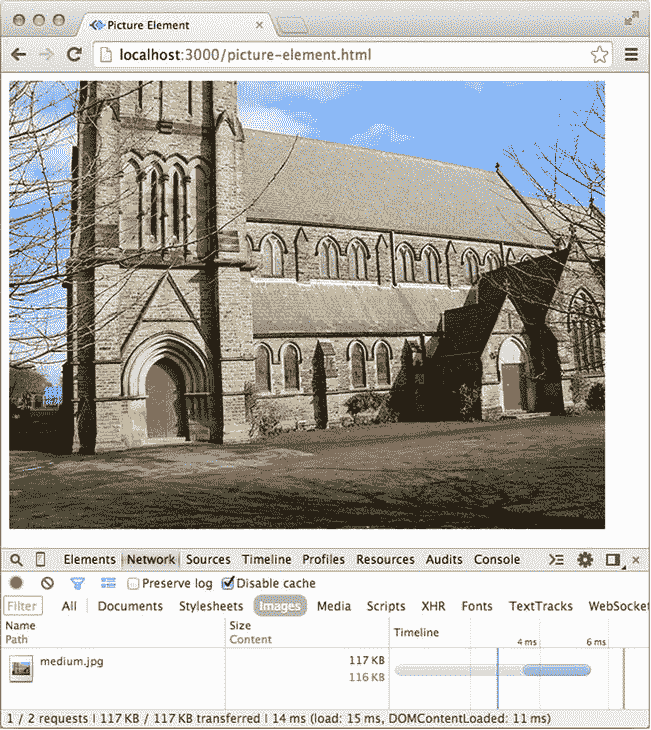 Picture Element
localhost:3000/picture-element.html
Elements Network Sources Timeline Profiles Resources Audits Console
Preserve log Disable cache
Filter All Documents Stylesheets Images Media Scripts XHR Fonts TextTracks WebSocket
Name Size Timeline
Path Content 4 ms 6 ms
medium.jpg 117 KB
116 KB
1 / 2 requests | 117 KB / 117 KB transferred | 14 ms (load: 15 ms, DOMContentLoaded: 11 ms)